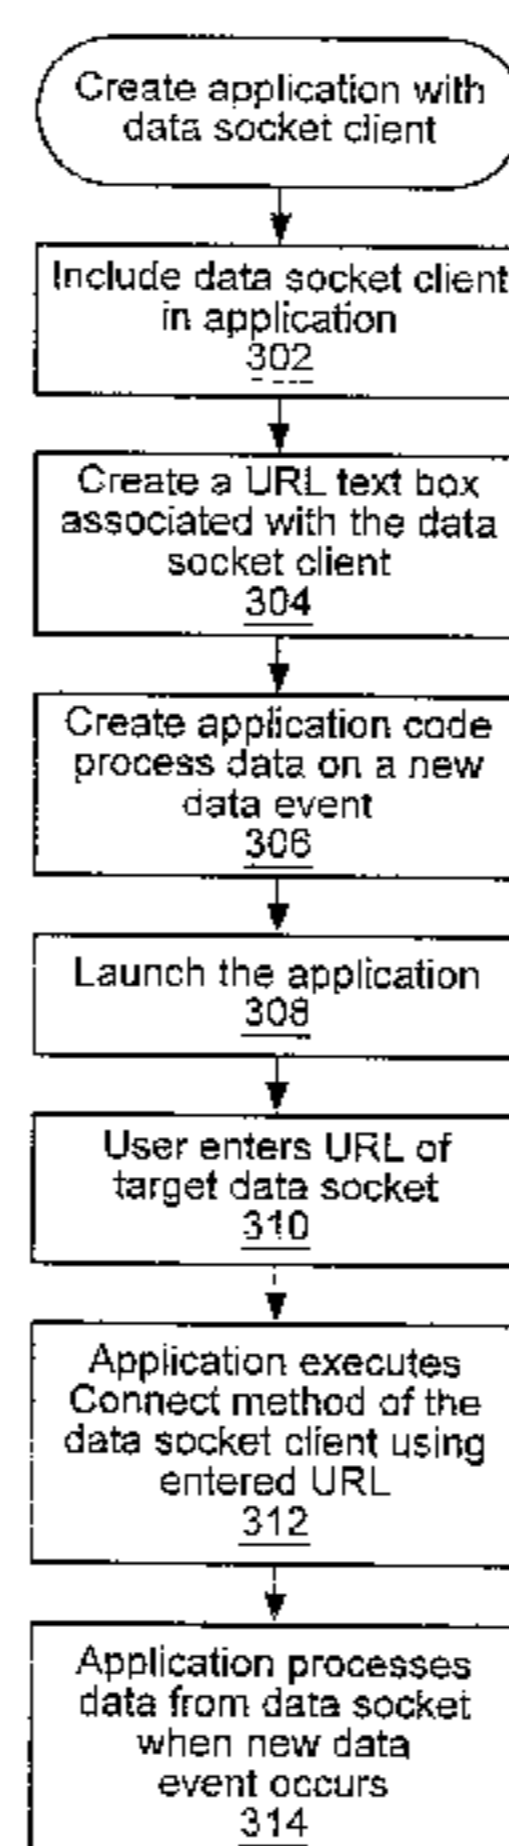 Create application with
data socket client
Include data socket client
in application
302
Create a URL text box
associated with the data
socket client
304
Create application code
process data on a new
data event
306
Launch the application
308
User enters URL of
target data socket
310
Application executes
Connect method of the
data socket client using
entered URL
312
Application processes
data from data socket
when new data
event occurs
314